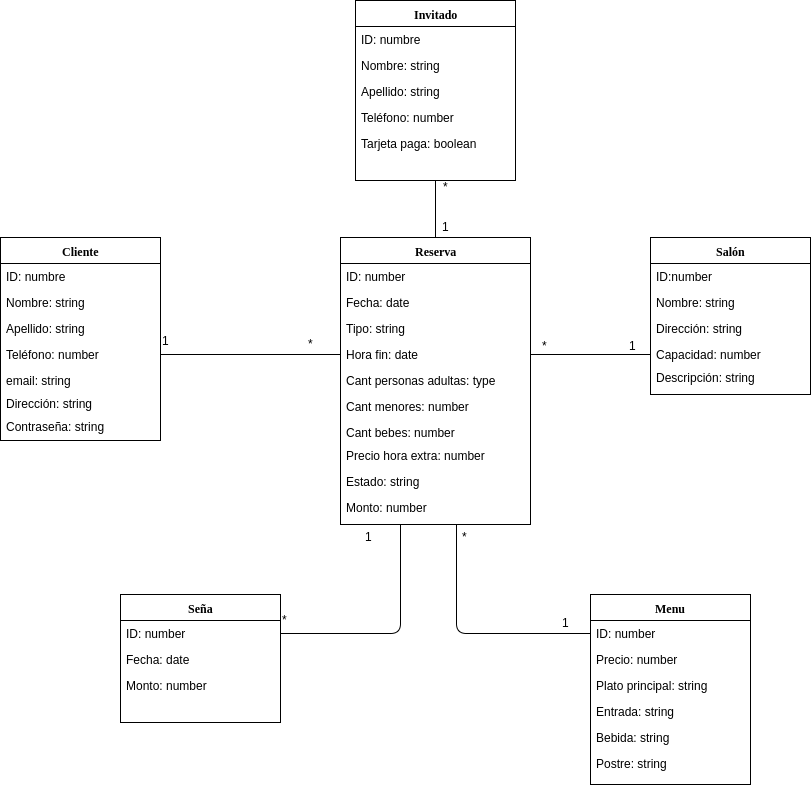 Invitado
ID: numbre
Nombre: string
Apellido: string
Teléfono: number
Tarjeta paga: boolean
*
1
Cliente
ID: numbre
Nombre: string
Apellido: string
Teléfono: number
email: string
Dirección: string
Contraseña: string
1
*
Reserva
ID: number
Fecha: date
Tipo: string
Hora fin: date
Cant personas adultas: type
Cant menores: number
Cant bebes: number
Precio hora extra: number
Estado: string
Monto: number
*
1
Salón
ID:number
Nombre: string
Dirección: string
Capacidad: number
Descripción: string
1
*
*
1
Seña
ID: number
Fecha: date
Monto: number
Menu
ID: number
Precio: number
Plato principal: string
Entrada: string
Bebida: string
Postre: string